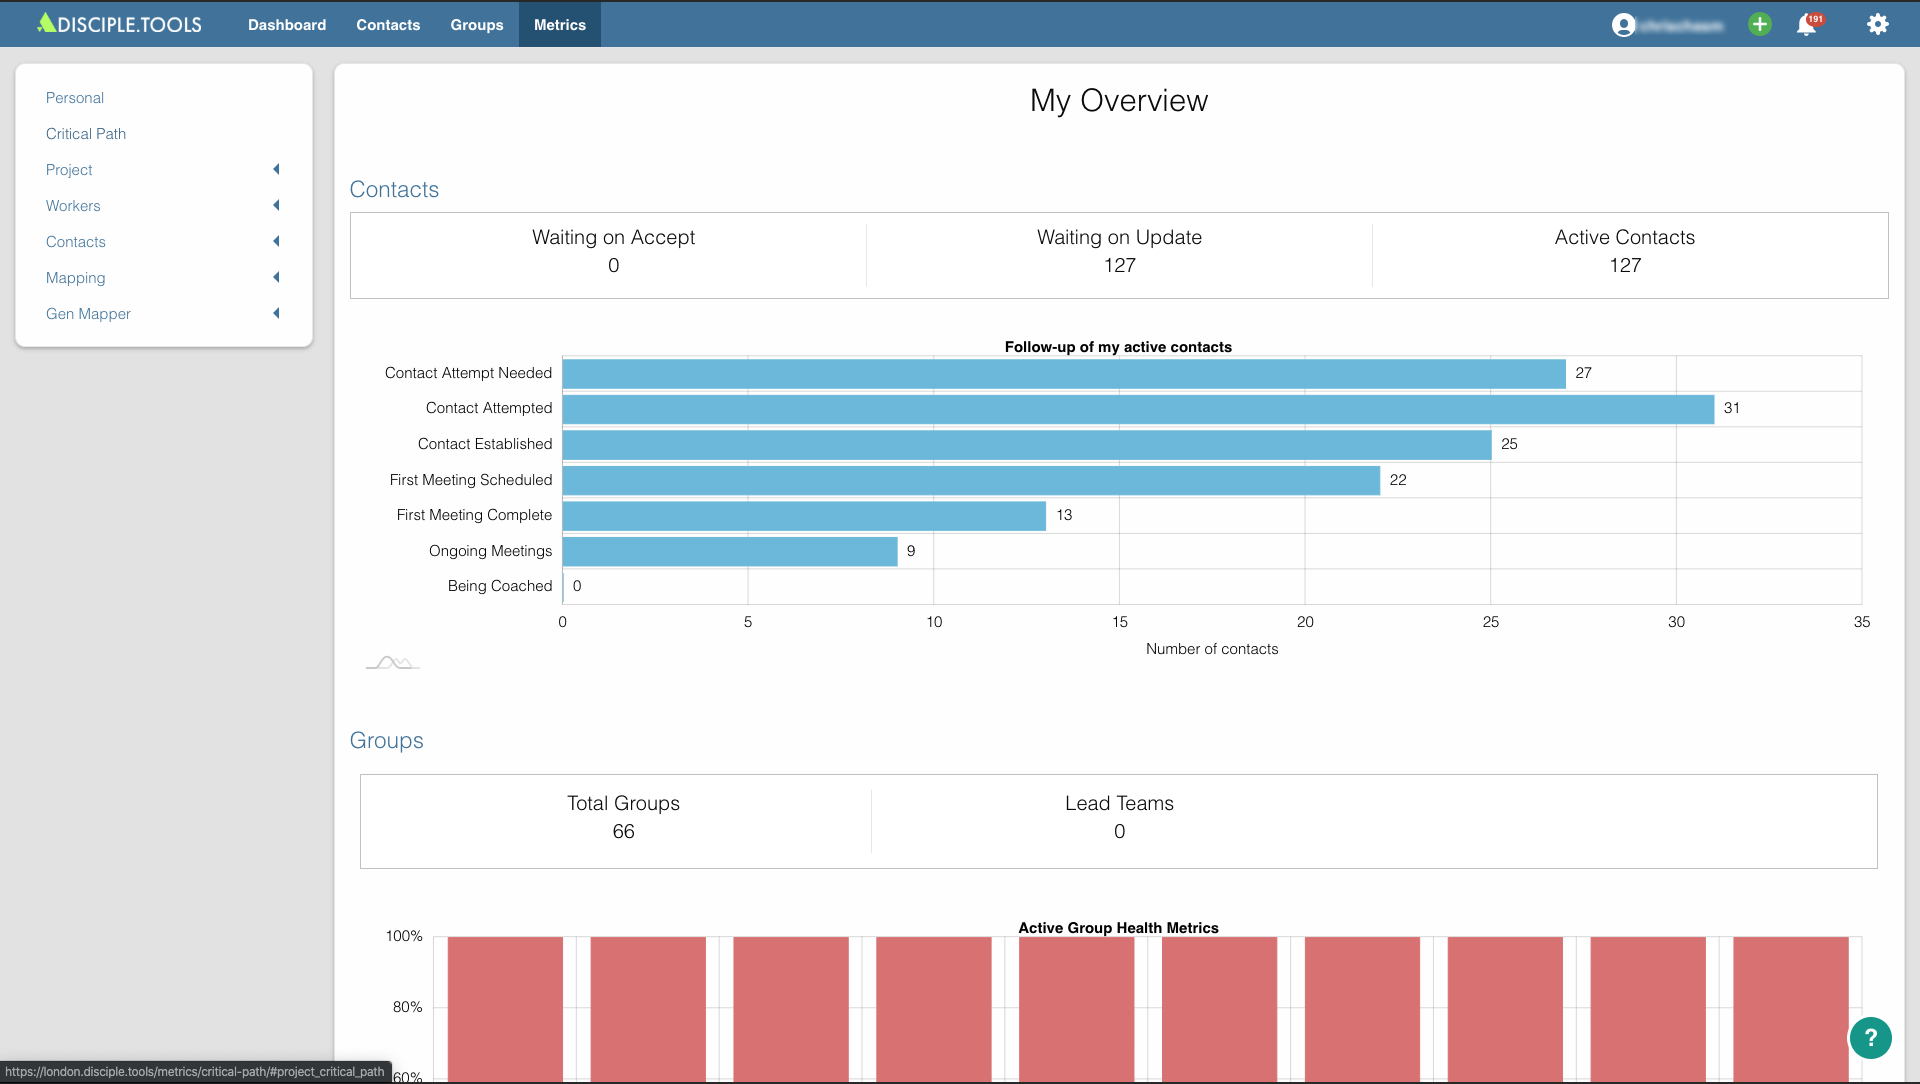 DISCIPLE.TOOLS
Dashboard Contacts Groups Metrics
191
Personal
Critical Path
Project
Workers
Contacts
Mapping
Gen Mapper
My Overview
Contacts
Waiting on Accept Waiting on Update Active Contacts
0 127 127
Follow-up of my active contacts
Contact Attempt Needed 27
Contact Attempted 31
Contact Established 25
First Meeting Scheduled 22
First Meeting Complete 13
Ongoing Meetings 9
Being Coached 0
0 5 10 15 20 25 30 35
Number of contacts
Groups
Total Groups Lead Teams
66 0
Active Group Health Metrics
100%
80%
60%
?
https://london.disciple.tools/metrics/critical-path/#project_critical_path